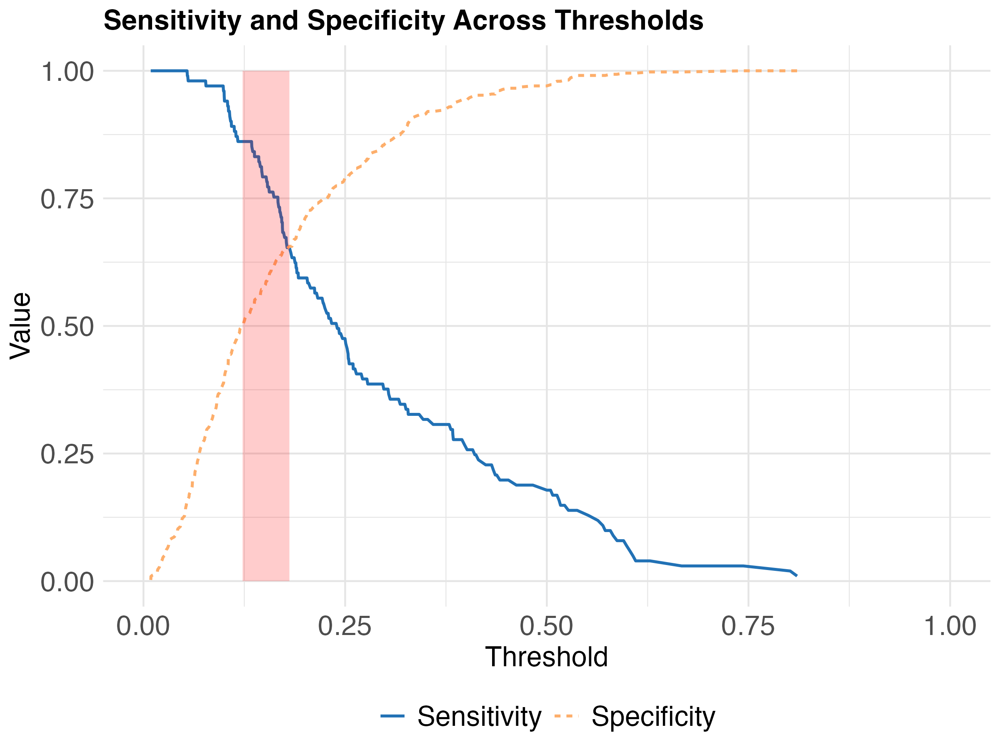 Sensitivity and Specificity Across Thresholds
1.00
0.75
0.50
0.25
0.00
Value
0.00 0.25 0.50 0.75 1.00
Threshold
Sensitivity Specificity